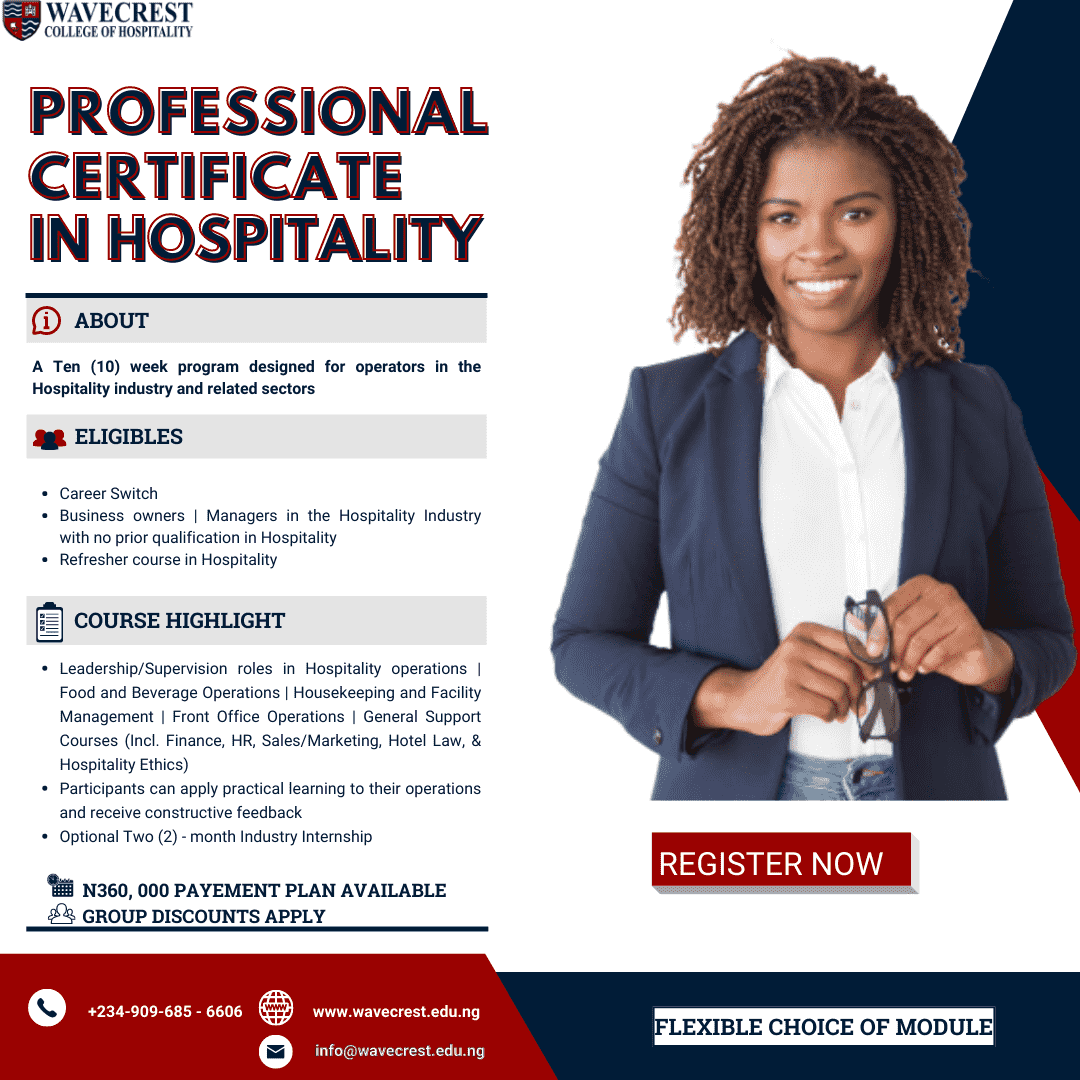 WAVECREST
COLLEGE OF HOSPITALITY
PROFESSIONAL
CERTIFICATE
IN HOSPITALITY
ABOUT
A Ten (10) week program designed for operators in the
Hospitality industry and related sectors
ELIGIBLES
• Career Switch
• Business owners | Managers in the Hospitality Industry
with no prior qualification in Hospitality
• Refresher course in Hospitality
COURSE HIGHLIGHT
• Leadership/Supervision roles in Hospitality operations |
Food and Beverage Operations | Housekeeping and Facility
Management | Front Office Operations | General Support
Courses (Incl. Finance, HR, Sales/Marketing, Hotel Law, &
Hospitality Ethics)
• Participants can apply practical learning to their operations
and receive constructive feedback
• Optional Two (2) - month Industry Internship
N360, 000 PAYEMENT PLAN AVAILABLE
GROUP DISCOUNTS APPLY
REGISTER NOW
+234-909-685 - 6606
www.wavecrest.edu.ng
info@wavecrest.edu.ng
FLEXIBLE CHOICE OF MODULE